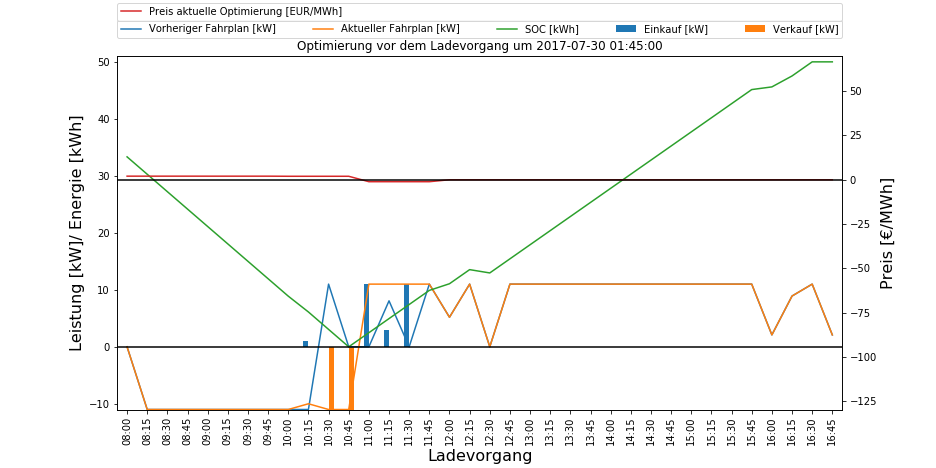 Preis aktuelle Optimierung [EUR/MWh]
Vorheriger Fahrplan [kW] Aktueller Fahrplan [kW] SOC [kWh] Einkauf [kW] Verkauf [kW]
Optimierung vor dem Ladevorgang um 2017-07-30 01:45:00
Leistung [kW]/ Energie [kWh]
50
40
30
20
10
0
−10
50
25
0
−25
−50
−75
−100
−125
Preis [€/MWh]
08:00 08:15 08:30 08:45 09:00 09:15 09:30 09:45 10:00 10:15 10:30 10:45 11:00 11:15 11:30 11:45 12:00 12:15 12:30 12:45 13:00 13:15 13:30 13:45 14:00 14:15 14:30 14:45 15:00 15:15 15:30 15:45 16:00 16:15 16:30 16:45
Ladevorgang